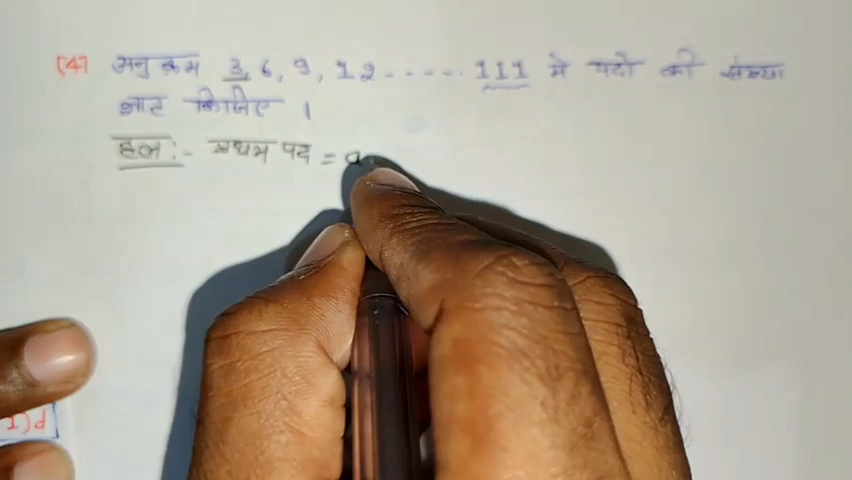 (4) अनुक्रम 3, 6, 9, 12 ...... 111 मे पदो की संख्या
ज्ञात किजिए ।
हल :- प्रथम पद = a